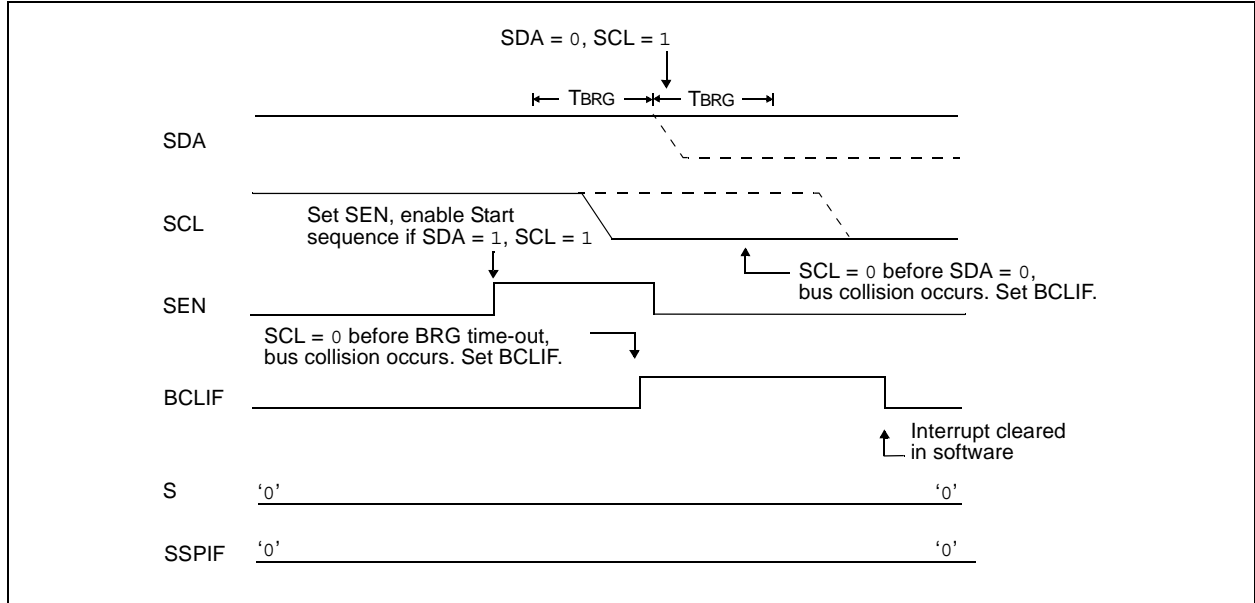 SDA = 0, SCL = 1
TBRG TBRG
SDA
SCL
Set SEN, enable Start
sequence if SDA = 1, SCL = 1
SCL = 0 before SDA = 0,
bus collision occurs. Set BCLIF.
SEN
SCL = 0 before BRG time-out,
bus collision occurs. Set BCLIF.
BCLIF
Interrupt cleared
in software
S ‘0’ ‘0’
SSPIF ‘0’ ‘0’